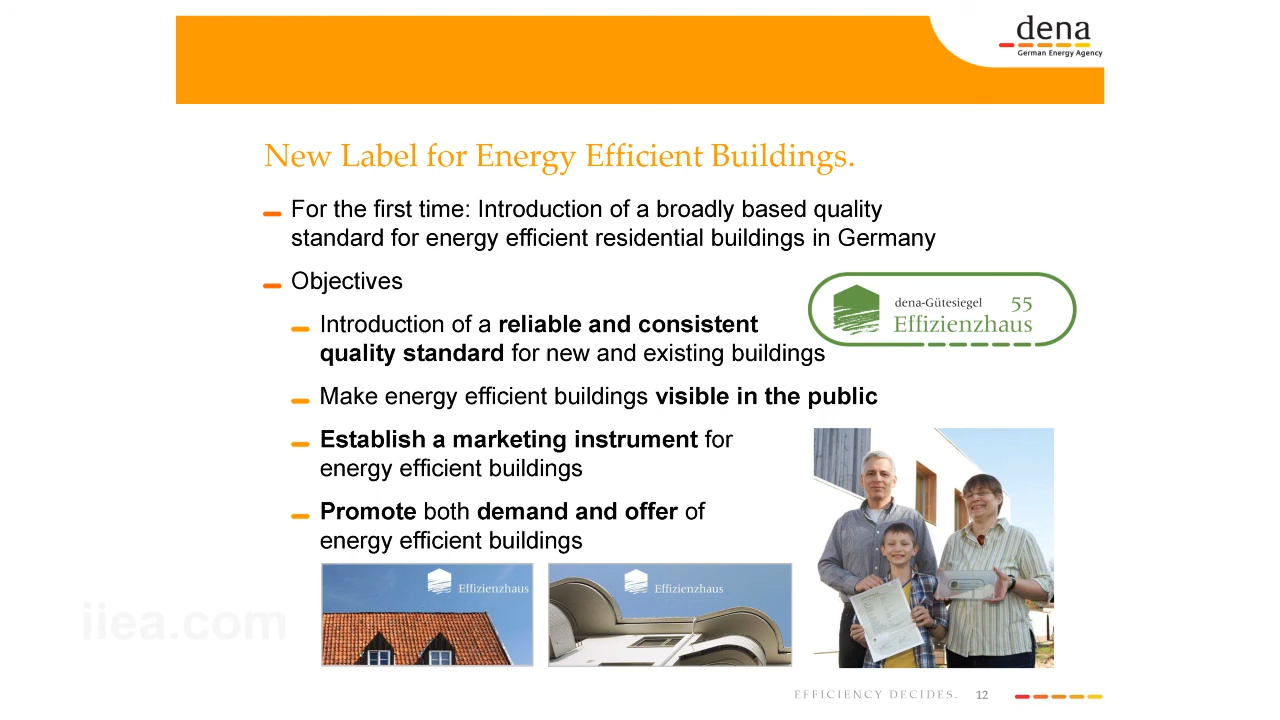 dena
German Energy Agency
New Label for Energy Efficient Buildings.
For the first time: Introduction of a broadly based quality
standard for energy efficient residential buildings in Germany
Objectives
dena-Gütesiegel 55
Effizienzhaus
Introduction of a reliable and consistent
quality standard for new and existing buildings
Make energy efficient buildings visible in the public
Establish a marketing instrument for
energy efficient buildings
Promote both demand and offer of
energy efficient buildings
Effizienzhaus
Effizienzhaus
iiea.com
EFFICIENCY DECIDES. 12